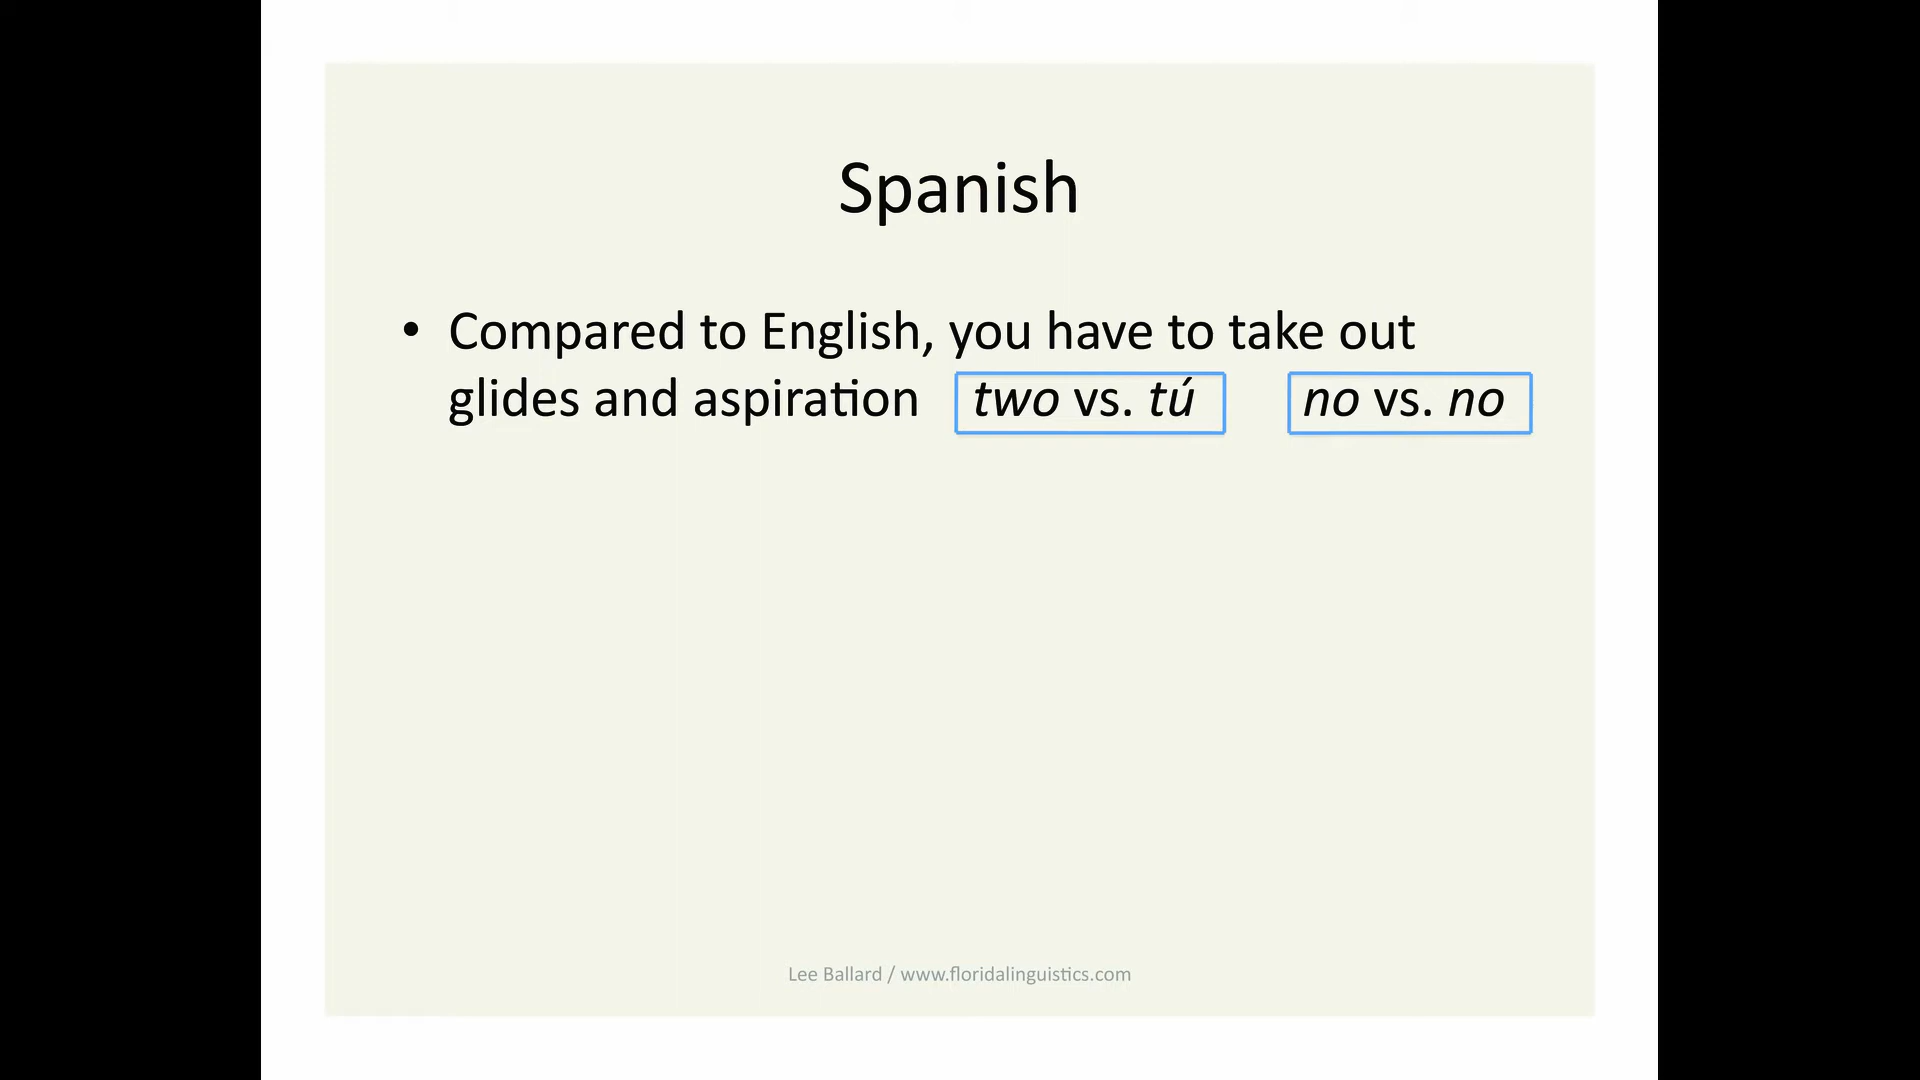 Spanish
• Compared to English, you have to take out
glides and aspiration two vs. tú no vs. no
Lee Ballard / www.floridalinguistics.com